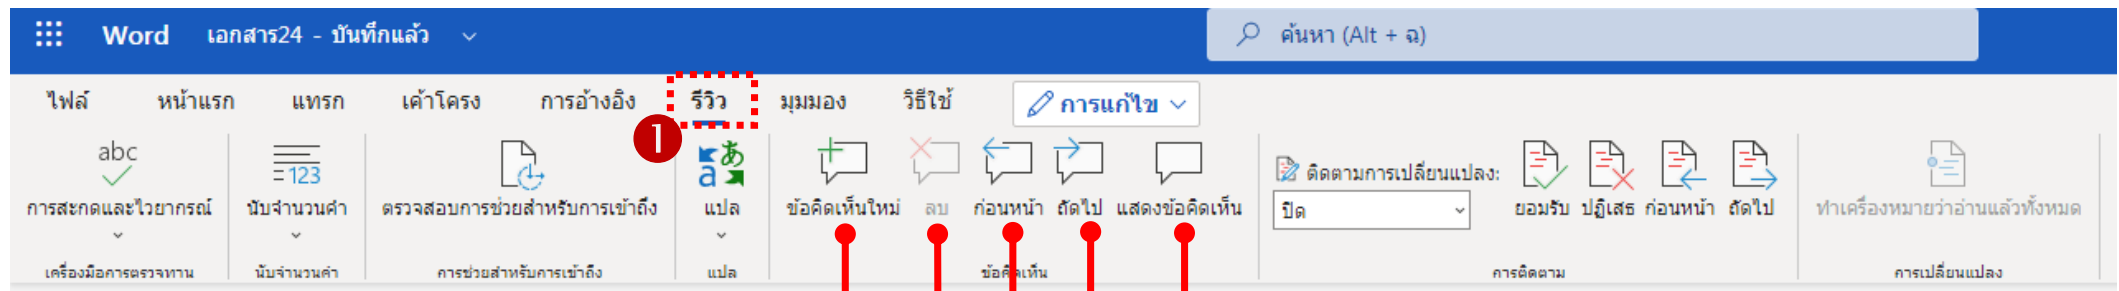 Word เอกสาร24 - บันทึกแล้ว
ค้นหา (Alt + ฉ)
ไฟล์ หน้าแรก แทรก เค้าโครง การอ้างอิง รีวิว มุมมอง วิธีใช้ การแก้ไข
1
abc
123
あ
a
ติดตามการเปลี่ยนแปลง:
การสะกดและไวยากรณ์ นับจำนวนคำ ตรวจสอบการช่วยสำหรับการเข้าถึง แปล ข้อคิดเห็นใหม่ ลบ ก่อนหน้า ถัดไป แสดงข้อคิดเห็น ปิด ยอมรับ ปฏิเสธ ก่อนหน้า ถัดไป ทำเครื่องหมายว่าอ่านแล้วทั้งหมด
เครื่องมือการตรวจทาน นับจำนวนคำ การช่วยสำหรับการเข้าถึง แปล ข้อคิดเห็น การติดตาม การเปลี่ยนแปลง